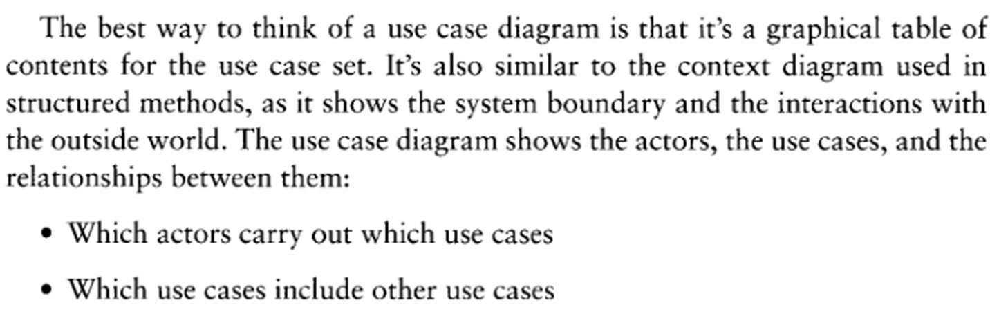 The best way to think of a use case diagram is that it's a graphical table of
contents for the use case set. It's also similar to the context diagram used in
structured methods, as it shows the system boundary and the interactions with
the outside world. The use case diagram shows the actors, the use cases, and the
relationships between them:
• Which actors carry out which use cases
• Which use cases include other use cases